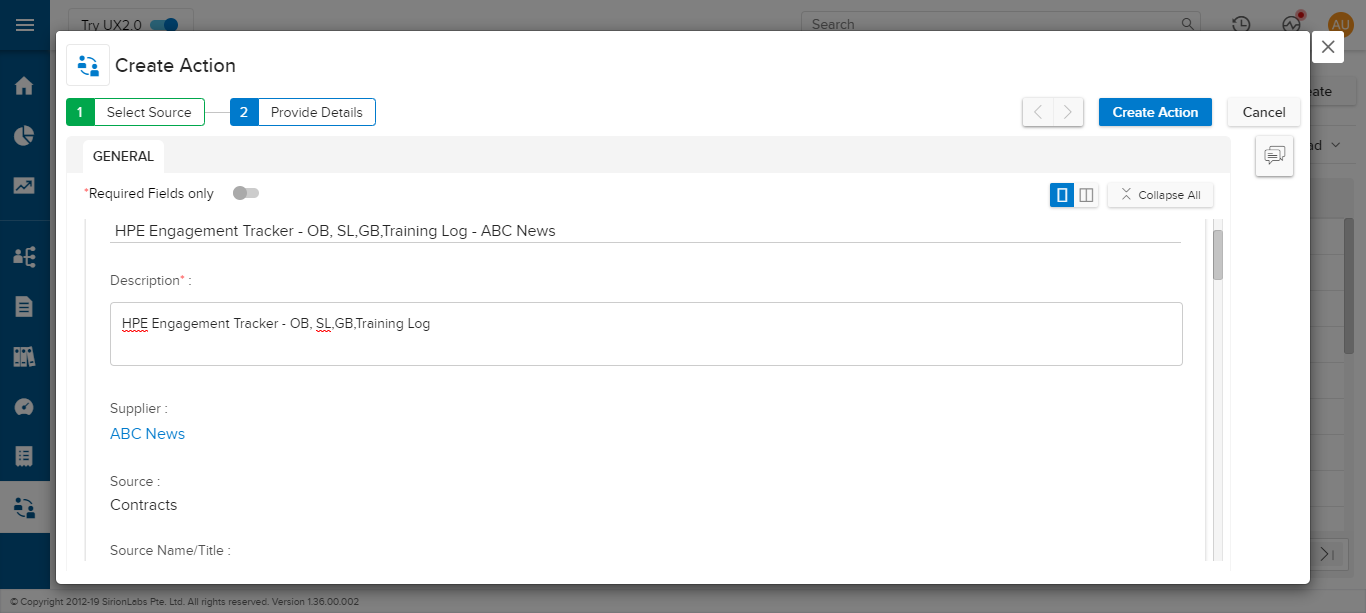 Try UX2.0
Search
AU
Create Action
1 Select Source
2 Provide Details
Create Action
Cancel
GENERAL
*Required Fields only
Collapse All
HPE Engagement Tracker - OB, SL,GB,Training Log - ABC News
Description* :
HPE Engagement Tracker - OB, SL,GB,Training Log
Supplier :
ABC News
Source :
Contracts
Source Name/Title :
© Copyright 2012-19 SirionLabs Pte. Ltd. All rights reserved. Version 1.36.00.002